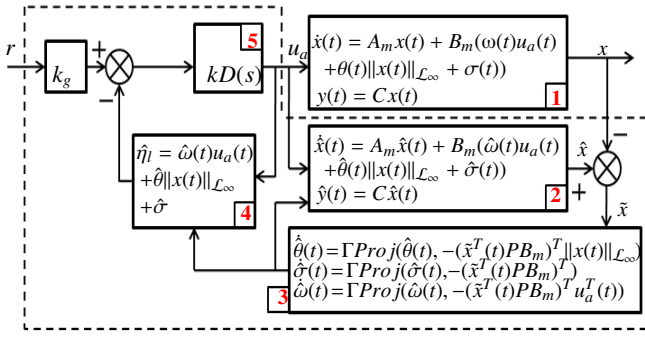 r
+
−
k_g
5
kD(s)
u_a
ẋ(t) = A_m x(t) + B_m(ω(t)u_a(t)
+θ(t)||x(t)||_{𝓛∞} + σ(t))
y(t) = Cx(t)
1
x
η̂_l = ω̂(t)u_a(t)
+θ̂||x(t)||_{𝓛∞}
+σ̂
4
x̂̇(t) = A_m x̂(t) + B_m(ω̂(t)u_a(t)
+θ̂(t)||x(t)||_{𝓛∞} + σ̂(t))
ŷ(t) = Cx̂(t)
2
x̂
−
+
x̃
θ̂̇(t) = ΓProj(θ̂(t), -(x̃^T(t)PB_m)^T||x(t)||_{𝓛∞})
σ̂̇(t) = ΓProj(σ̂(t),-(x̃^T(t)PB_m)^T)
ω̂̇(t)=ΓProj(ω̂(t), -(x̃^T(t)PB_m)^T u_a^T(t))
3